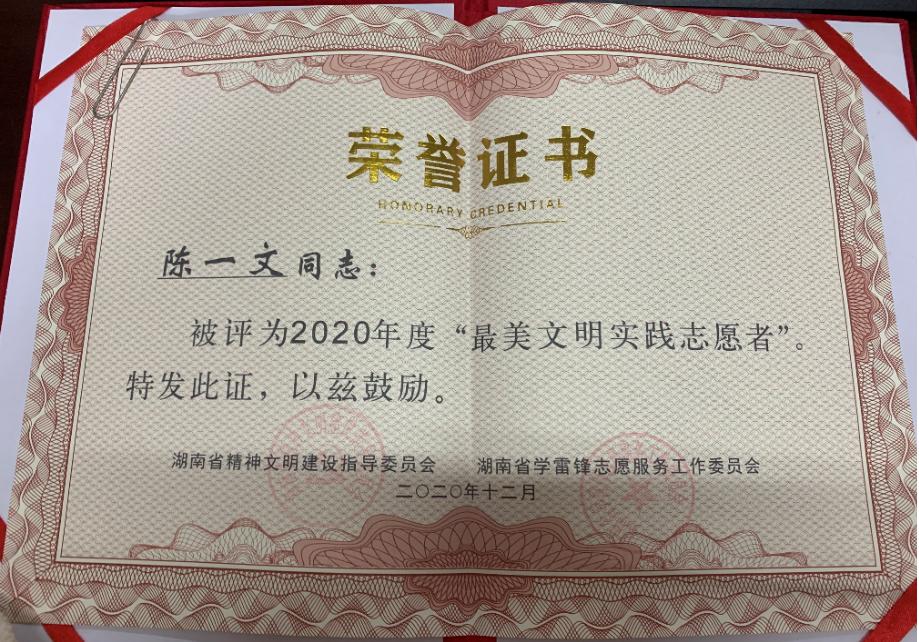 荣誉证书
HONORARY CREDENTIAL
陈一文同志：
被评为2020年度“最美文明实践志愿者”。
特发此证，以兹鼓励。
湖南省精神文明建设指导委员会 湖南省学雷锋志愿服务工作委员会
二〇二〇年十二月